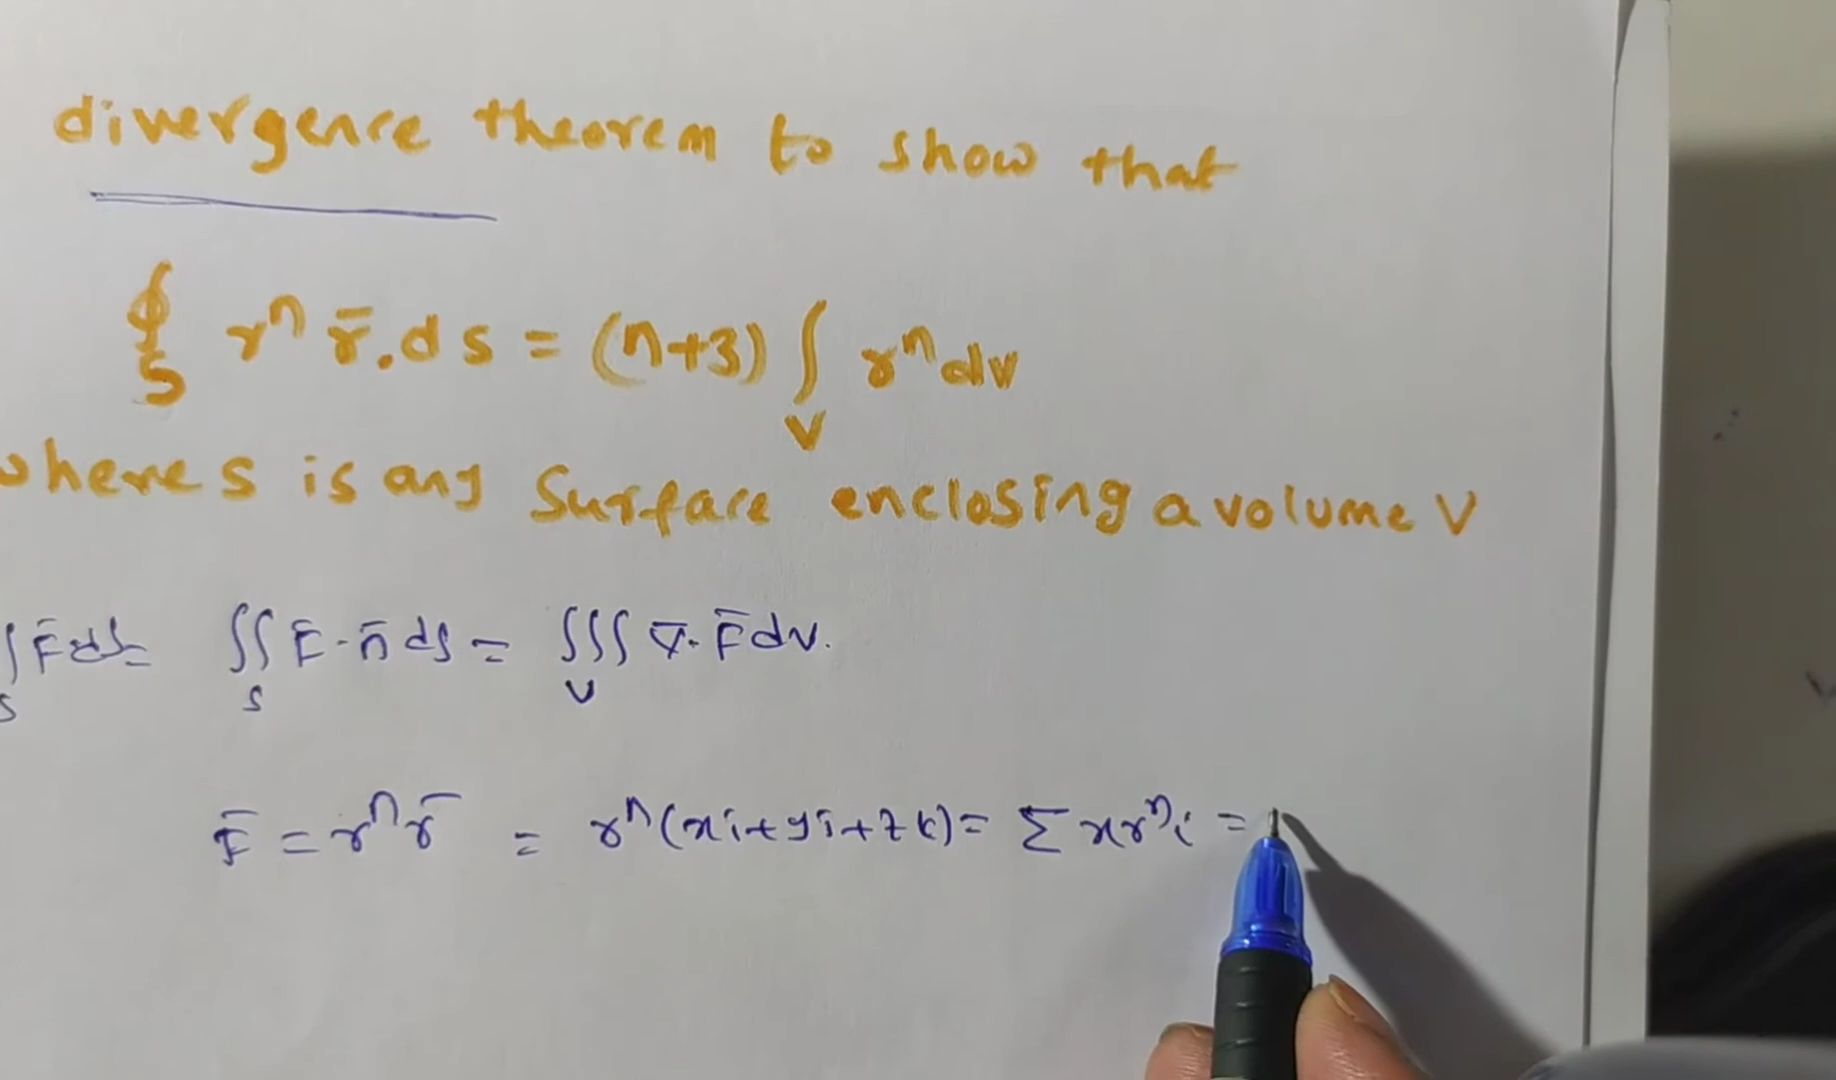 divergence theorem to show that
∮_S r^n r̄.ds = (n+3) ∫_V r^n dv
where s is any surface enclosing a volume V
∫_S F̄ ds = ∫∫_S F̄ · n̄ ds = ∫∫∫_V ∇̄· F̄ dv.
F̄ = r^n r̄ = r^n (xi+yj+zk) = Σ x r^n i =